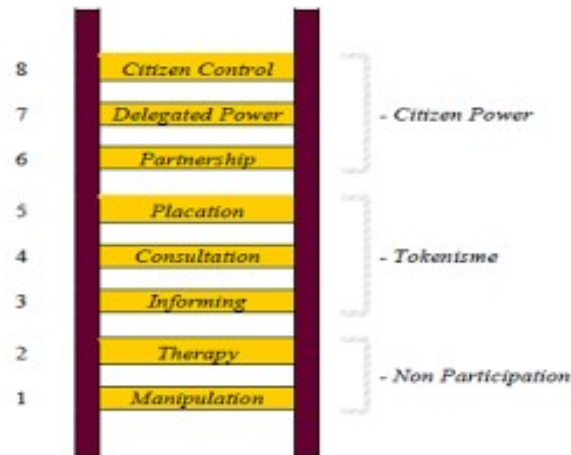 8 Citizen Control
7 Delegated Power
- Citizen Power
6 Partnership
5 Placation
4 Consultation
- Tokenisme
3 Informing
2 Therapy
- Non Participation
1 Manipulation